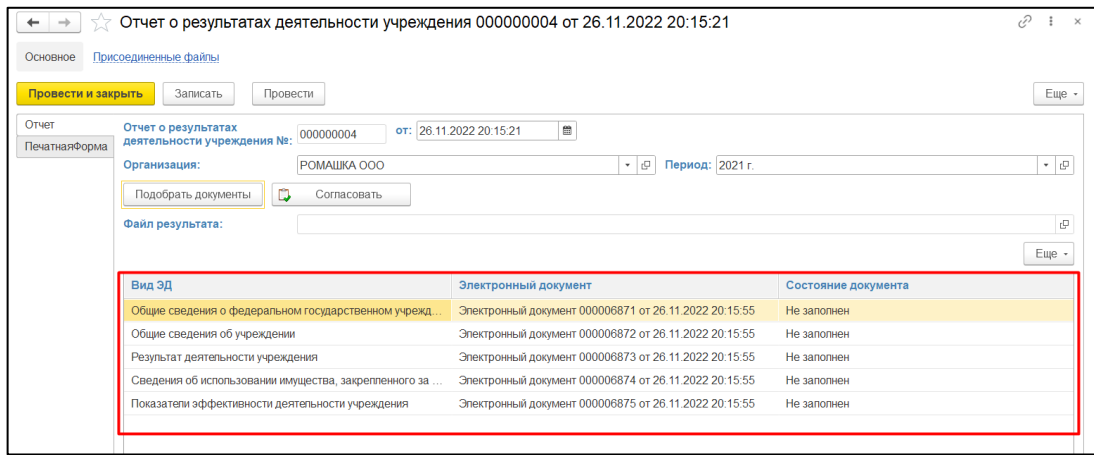 Отчет о результатах деятельности учреждения 000000004 от 26.11.2022 20:15:21
Основное Присоединенные файлы
Провести и закрыть Записать Провести Еще
Отчет
ПечатнаяФорма
Отчет о результатах
деятельности учреждения №: 000000004 от: 26.11.2022 20:15:21
Организация: РОМАШКА ООО Период: 2021 г.
Подобрать документы Согласовать
Файл результата:
Еще
Вид ЭД Электронный документ Состояние документа
Общие сведения о федеральном государственном учрежд... Электронный документ 000006871 от 26.11.2022 20:15:55 Не заполнен
Общие сведения об учреждении Электронный документ 000006872 от 26.11.2022 20:15:55 Не заполнен
Результат деятельности учреждения Электронный документ 000006873 от 26.11.2022 20:15:55 Не заполнен
Сведения об использовании имущества, закрепленного за ... Электронный документ 000006874 от 26.11.2022 20:15:55 Не заполнен
Показатели эффективности деятельности учреждения Электронный документ 000006875 от 26.11.2022 20:15:55 Не заполнен